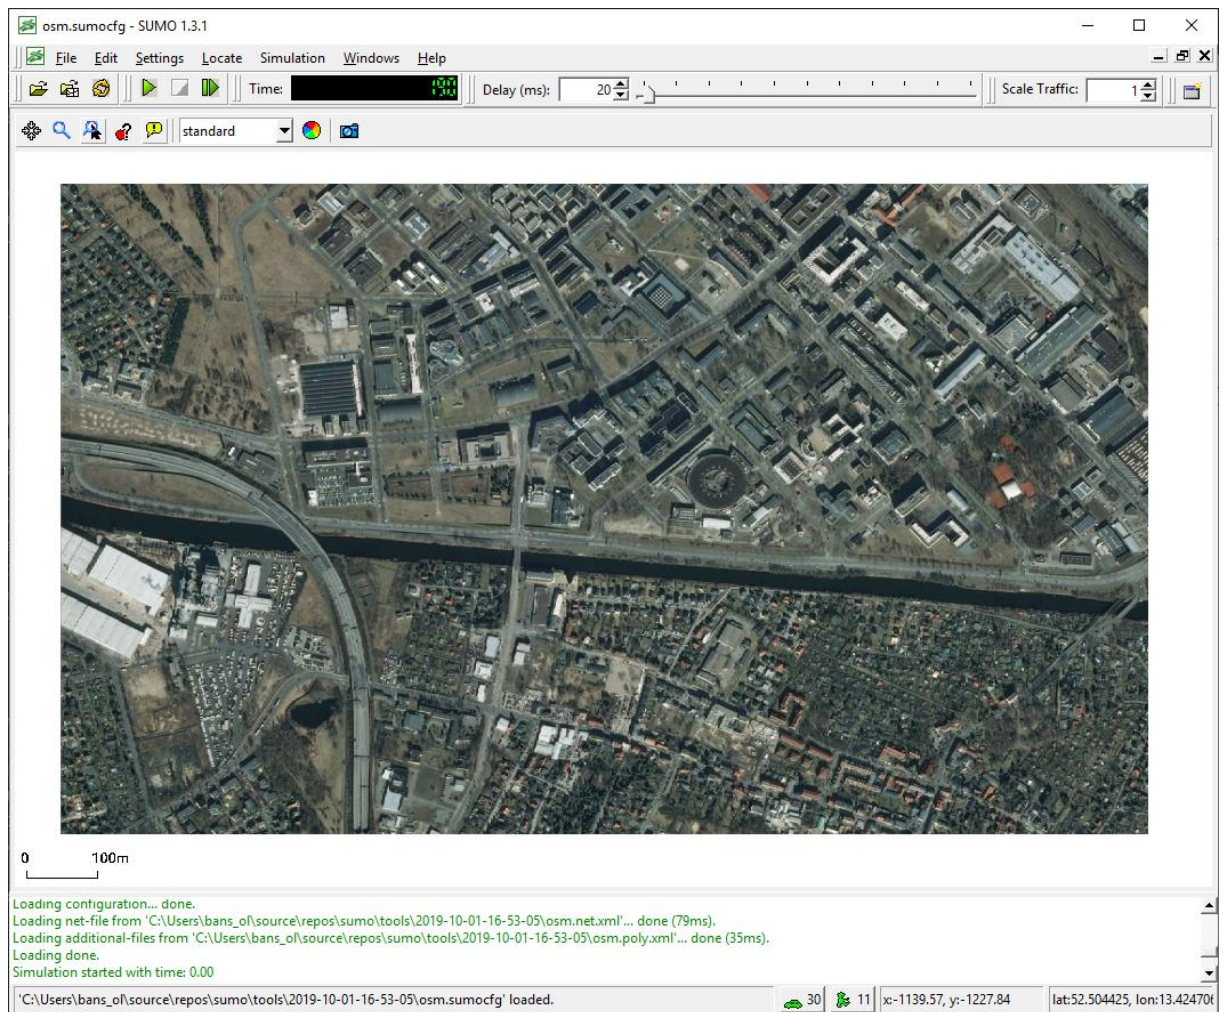 osm.sumocfg - SUMO 1.3.1
File Edit Settings Locate Simulation Windows Help
Time: 190 Delay (ms): 20 Scale Traffic: 1
standard
0 100m
Loading configuration... done.
Loading net-file from 'C:\Users\bans_ol\source\repos\sumo\tools\2019-10-01-16-53-05\osm.net.xml'... done (79ms).
Loading additional-files from 'C:\Users\bans_ol\source\repos\sumo\tools\2019-10-01-16-53-05\osm.poly.xml'... done (35ms).
Loading done.
Simulation started with time: 0.00
'C:\Users\bans_ol\source\repos\sumo\tools\2019-10-01-16-53-05\osm.sumocfg' loaded. 30 11 x:-1139.57, y:-1227.84 lat:52.504425, lon:13.424706